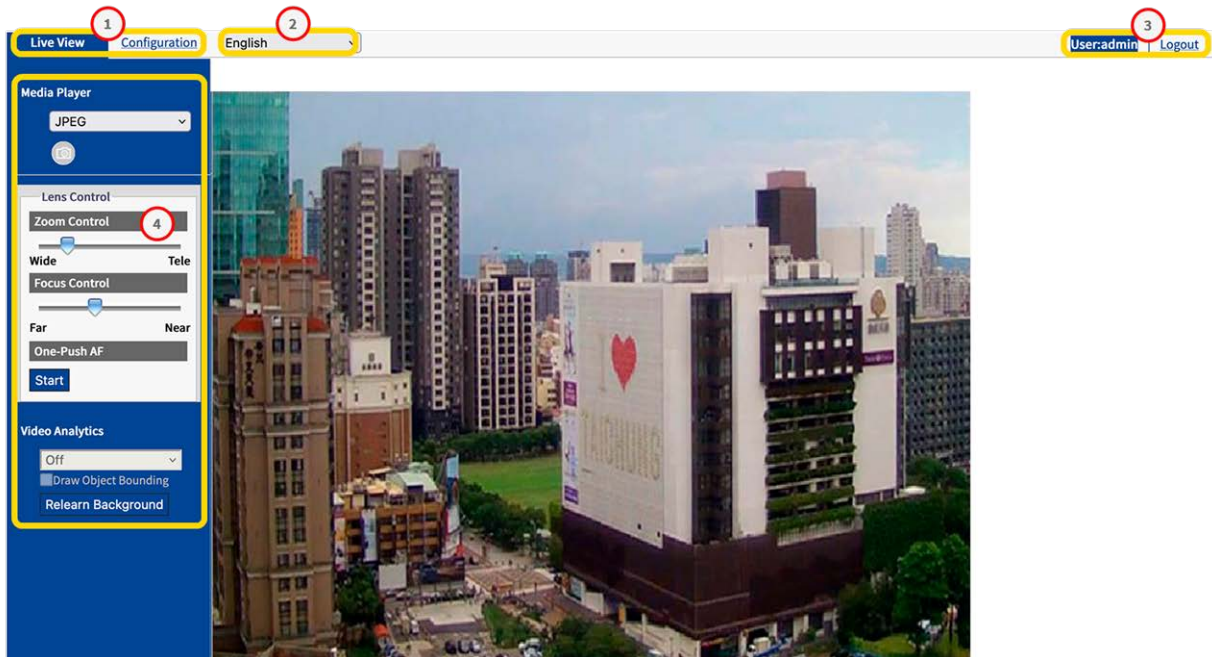 1
2
3
Live View Configuration English User:admin | Logout
Media Player
JPEG
Lens Control
Zoom Control
4
Wide Tele
Focus Control
Far Near
One-Push AF
Start
Video Analytics
Off
Draw Object Bounding
Relearn Background
I
TAICHUNG